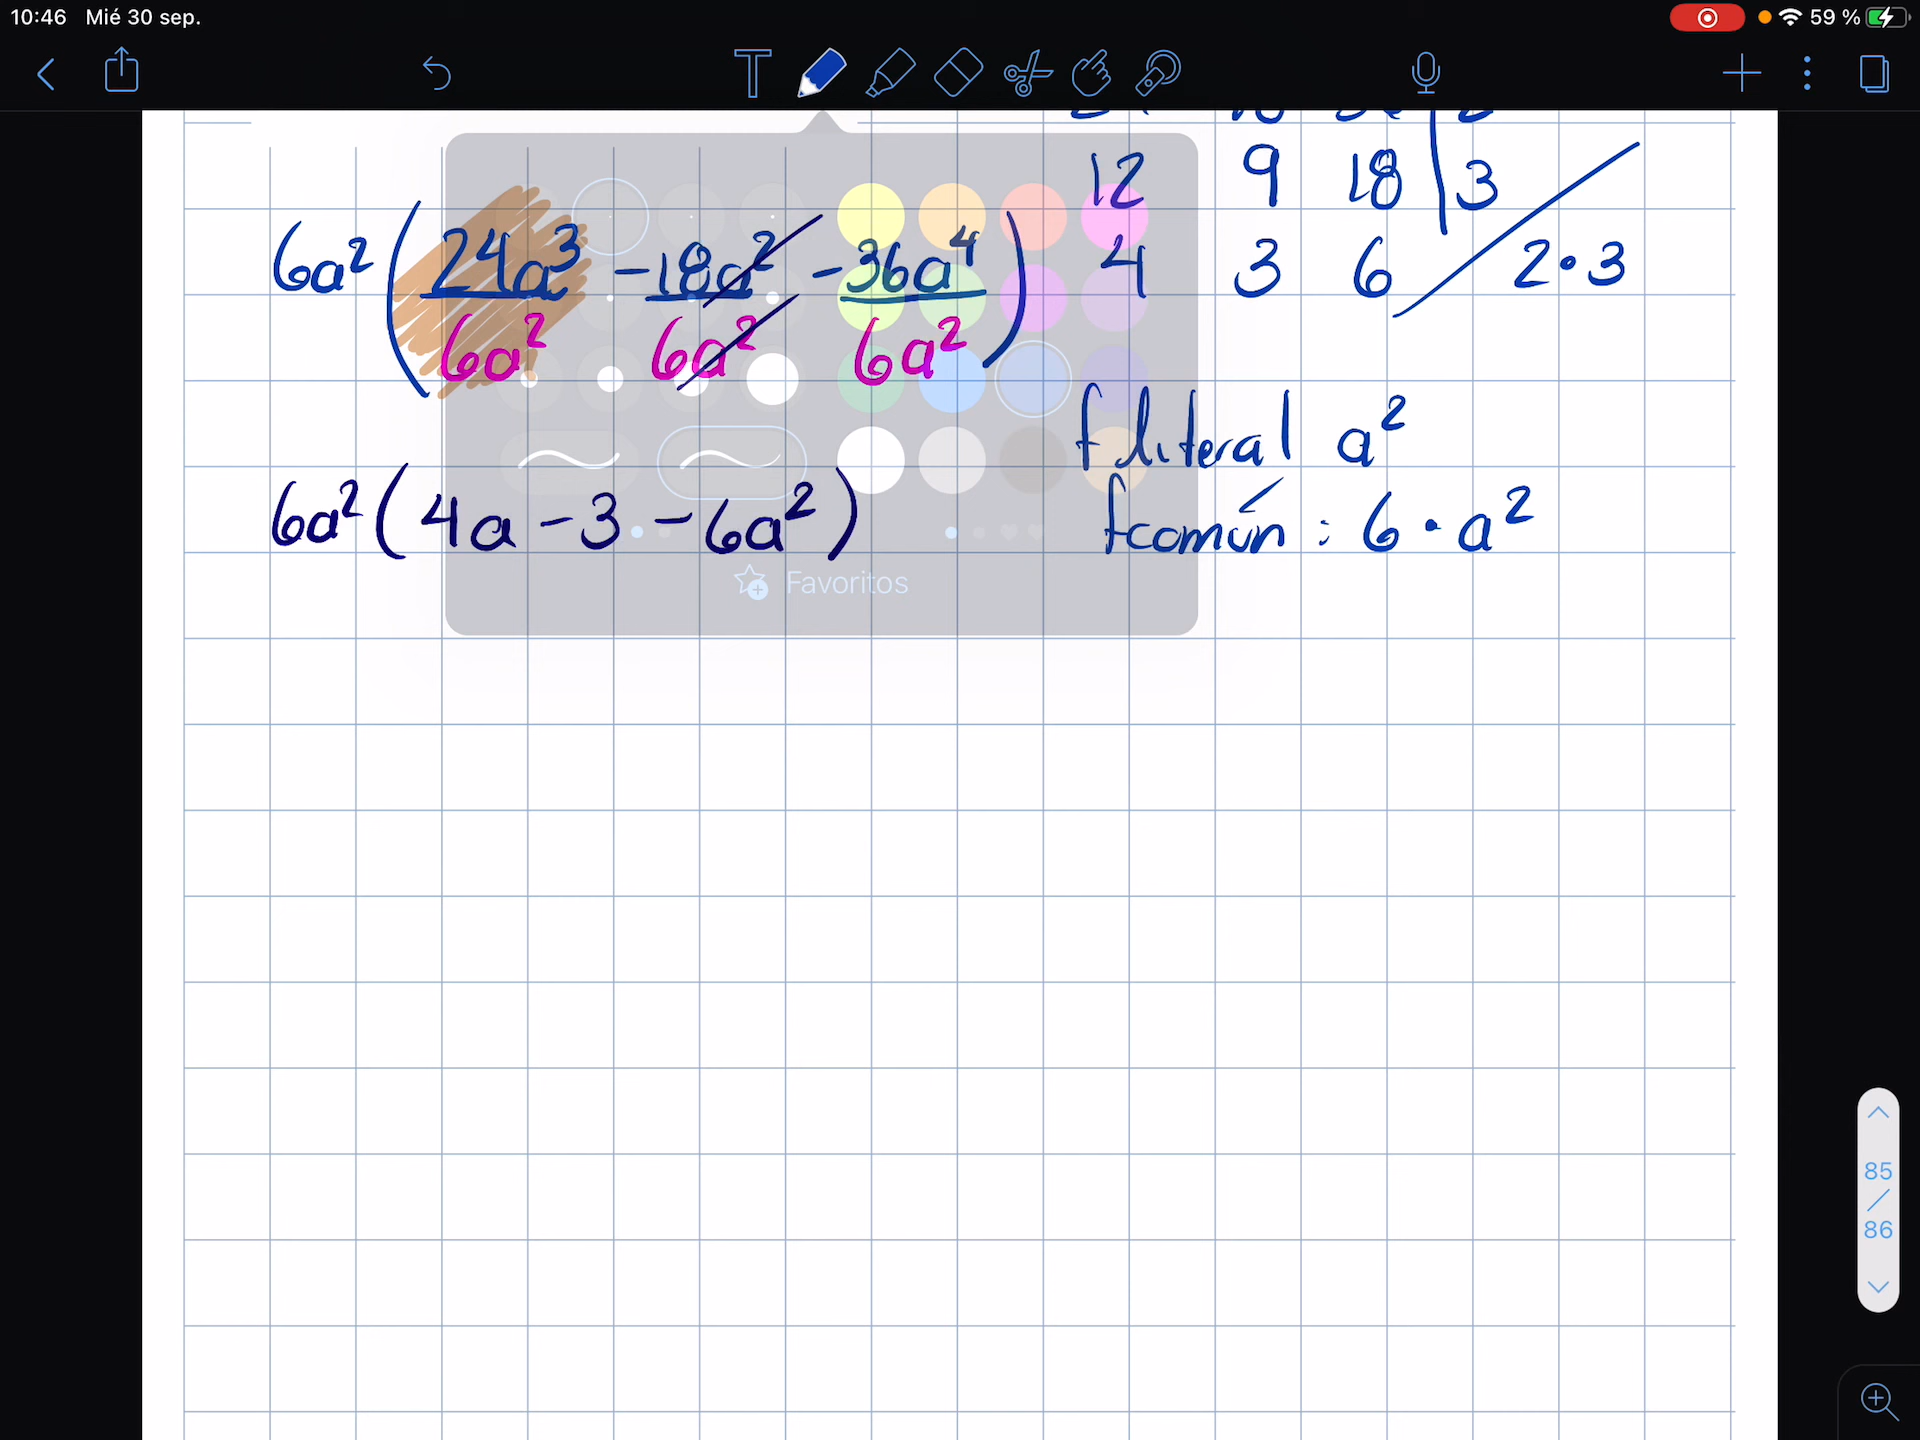 10:46 Mié 30 sep.
59 %
T
12 9 18 | 3
6a² ( 24a³ - 18a² - 36a⁴ )
6a² 6a² 6a²
4 3 6 2 · 3
f literal a²
6a² ( 4a - 3 - 6a² )
f común : 6 · a²
Favoritos
85
/
86